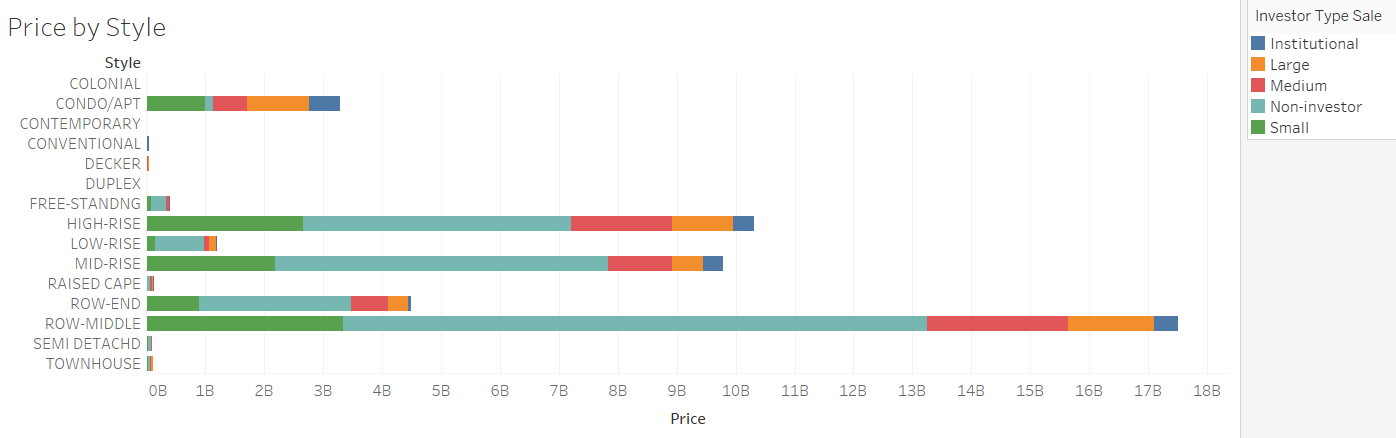 Price by Style
Style
COLONIAL
CONDO/APT
CONTEMPORARY
CONVENTIONAL
DECKER
DUPLEX
FREE-STANDNG
HIGH-RISE
LOW-RISE
MID-RISE
RAISED CAPE
ROW-END
ROW-MIDDLE
SEMI DETACHD
TOWNHOUSE
0B 1B 2B 3B 4B 5B 6B 7B 8B 9B 10B 11B 12B 13B 14B 15B 16B 17B 18B
Price
Investor Type Sale
Institutional
Large
Medium
Non-investor
Small